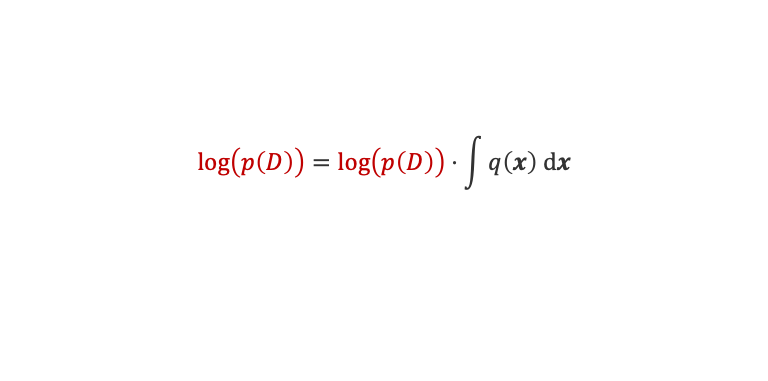 log(p(D)) = log(p(D)) · ∫ q(x) dx